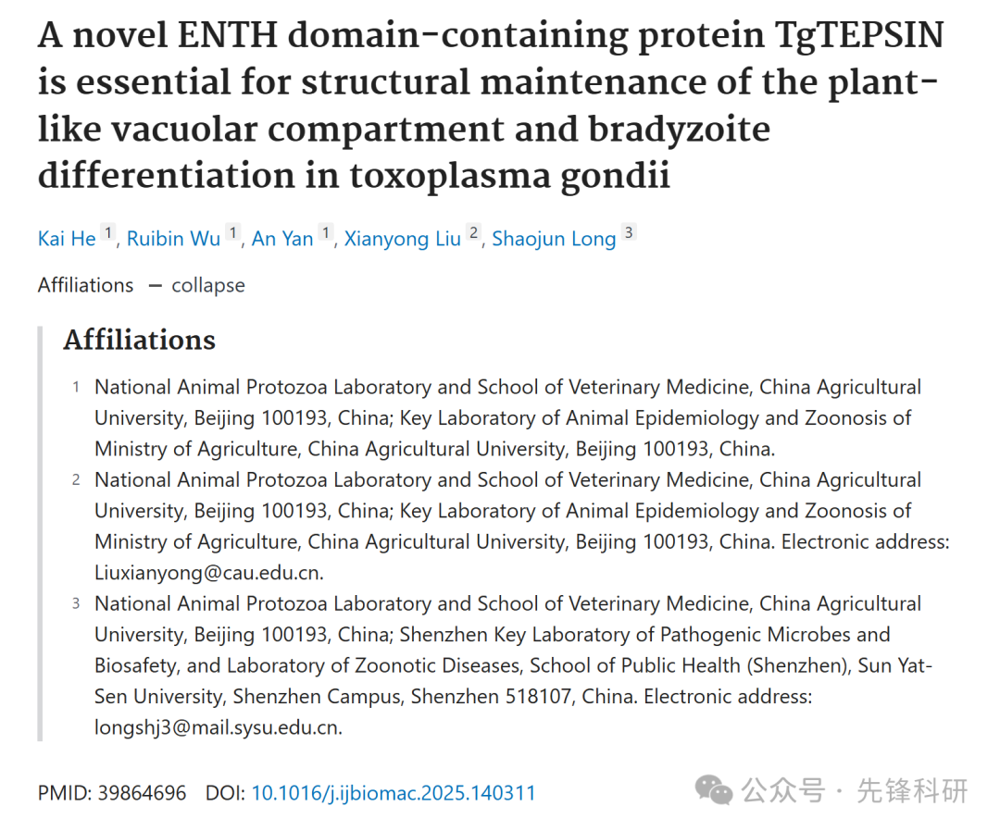 A novel ENTH domain-containing protein TgTEPSIN
is essential for structural maintenance of the plant-
like vacuolar compartment and bradyzoite
differentiation in toxoplasma gondii
Kai He 1, Ruibin Wu 1, An Yan 1, Xianyong Liu 2, Shaojun Long 3
Affiliations — collapse
Affiliations
1 National Animal Protozoa Laboratory and School of Veterinary Medicine, China Agricultural
University, Beijing 100193, China; Key Laboratory of Animal Epidemiology and Zoonosis of
Ministry of Agriculture, China Agricultural University, Beijing 100193, China.
2 National Animal Protozoa Laboratory and School of Veterinary Medicine, China Agricultural
University, Beijing 100193, China; Key Laboratory of Animal Epidemiology and Zoonosis of
Ministry of Agriculture, China Agricultural University, Beijing 100193, China. Electronic address:
Liuxianyong@cau.edu.cn.
3 National Animal Protozoa Laboratory and School of Veterinary Medicine, China Agricultural
University, Beijing 100193, China; Shenzhen Key Laboratory of Pathogenic Microbes and
Biosafety, and Laboratory of Zoonotic Diseases, School of Public Health (Shenzhen), Sun Yat-
Sen University, Shenzhen Campus, Shenzhen 518107, China. Electronic address:
longshj3@mail.sysu.edu.cn.
PMID: 39864696 DOI: 10.1016/j.ijbiomac.2025.140311
公众号 · 先锋科研